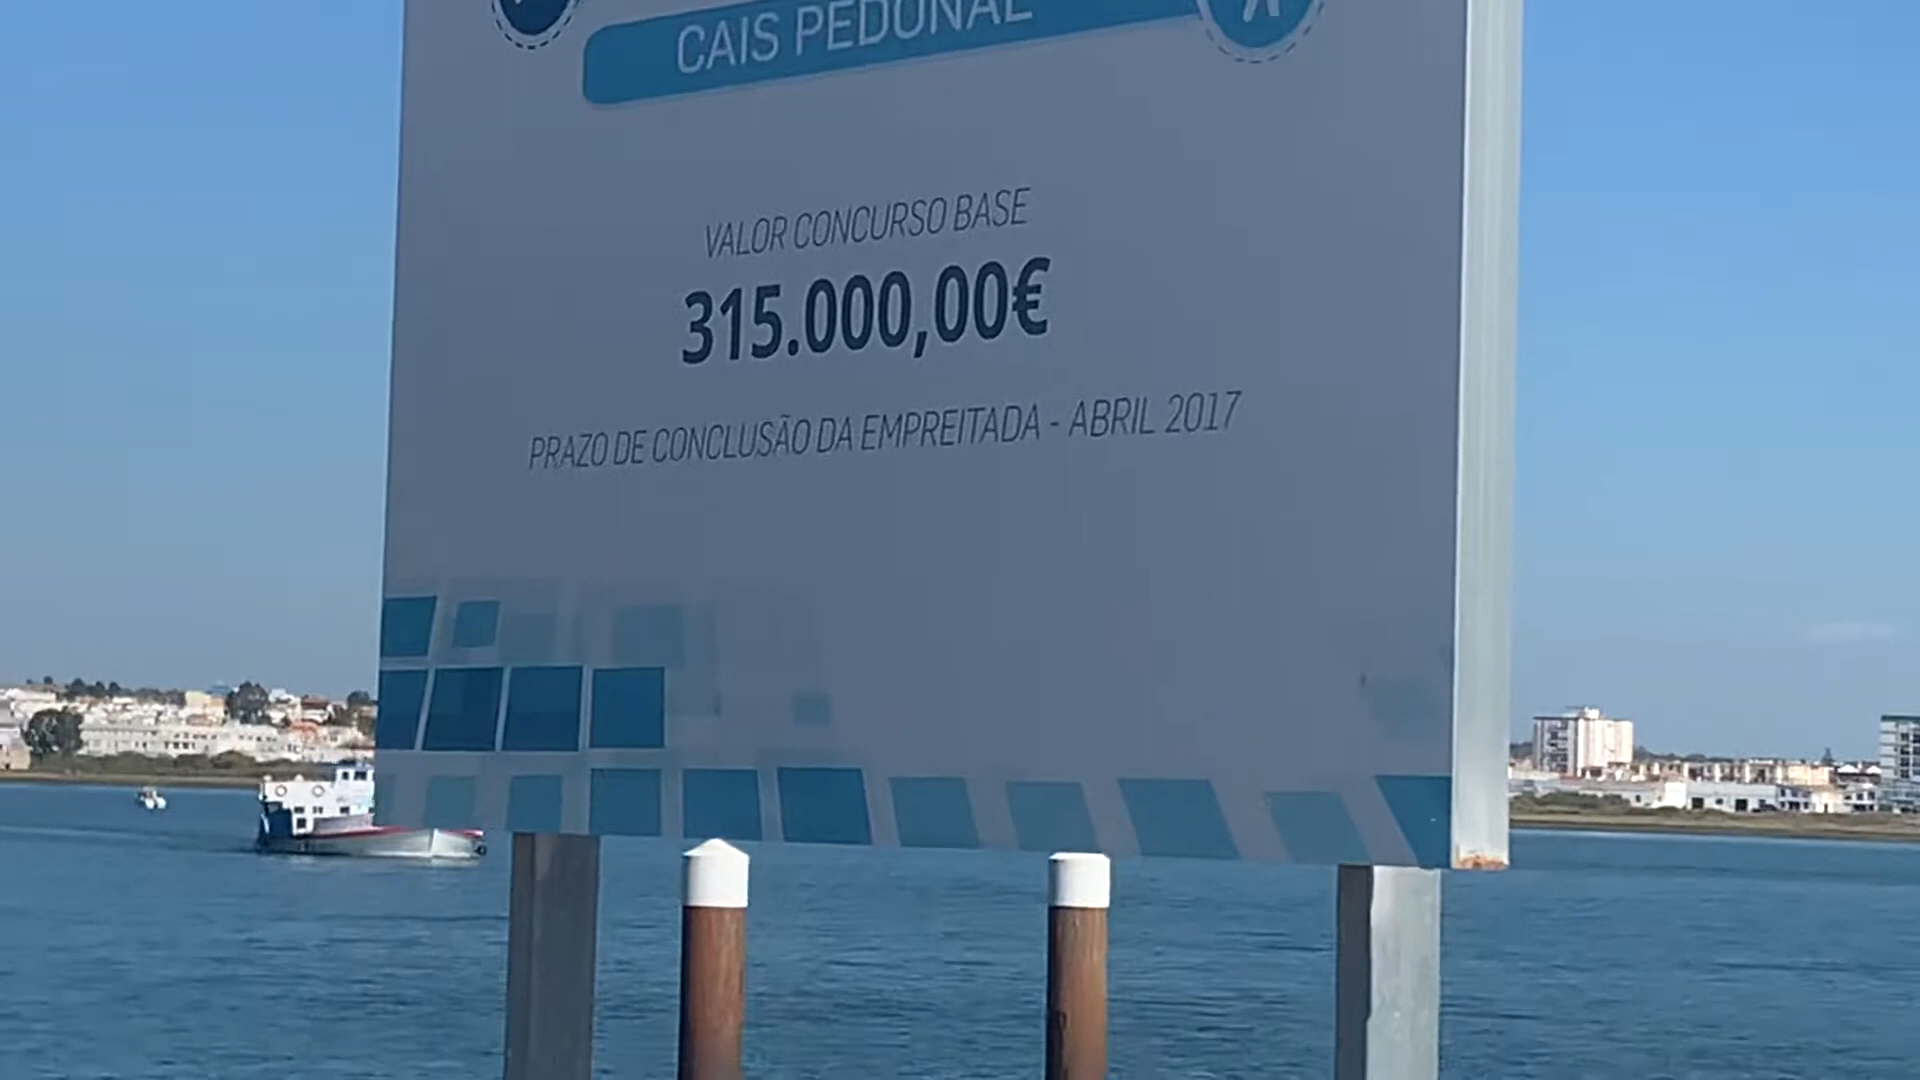 CAIS PEDONAL
VALOR CONCURSO BASE
315.000,00€
PRAZO DE CONCLUSÃO DA EMPREITADA - ABRIL 2017